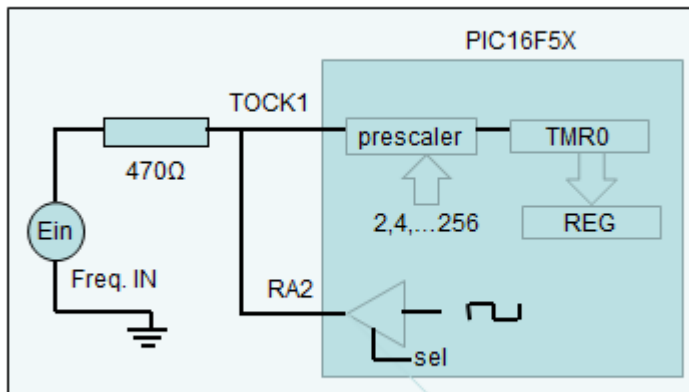 PIC16F5X
TOCK1
prescaler
TMR0
470Ω
2,4,...256
REG
Ein
Freq. IN
RA2
sel